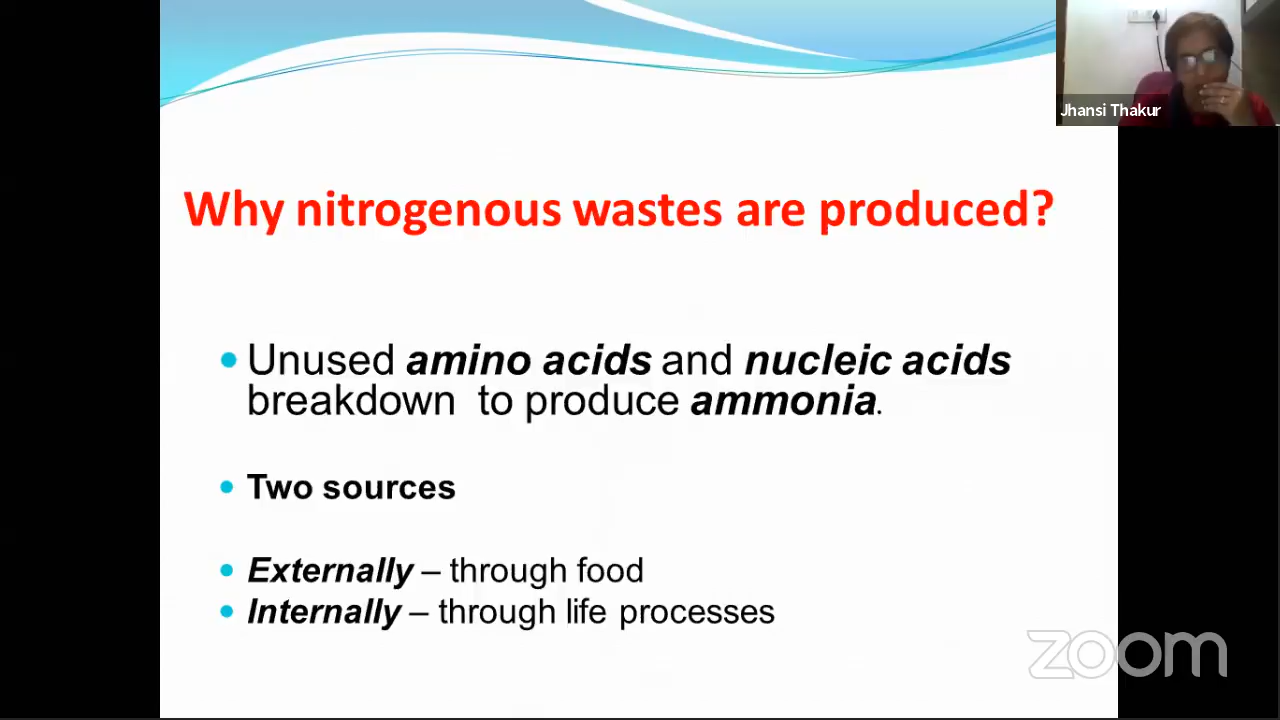 Jhansi Thakur
Why nitrogenous wastes are produced?
Unused amino acids and nucleic acids
breakdown to produce ammonia.
Two sources
Externally – through food
Internally – through life processes
zoom